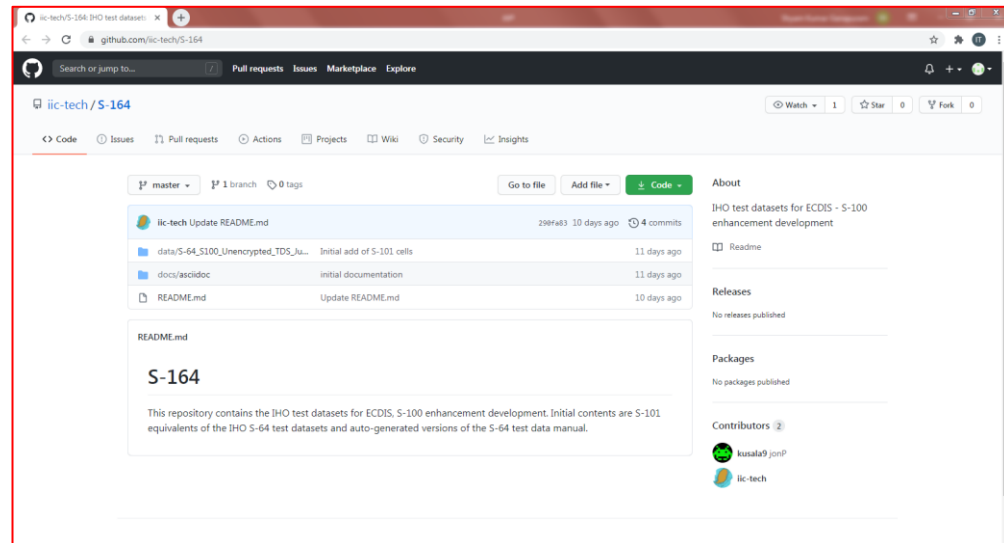 iic-tech/S-164: IHO test dataset
github.com/iic-tech/S-164
IT
Search or jump to...
/
Pull requests Issues Marketplace Explore
iic-tech / S-164
Watch 1 Star 0 Fork 0
<> Code Issues Pull requests Actions Projects Wiki Security Insights
master 1 branch 0 tags
Go to file Add file Code
iic-tech Update README.md 10 days ago 4 commits
data/S-64_S100_Unencrypted_TDS_Ju... Initial add of S-101 cells 11 days ago
docs/asciidoc initial documentation 11 days ago
README.md Update README.md 10 days ago
README.md
S-164
This repository contains the IHO test datasets for ECDIS, S-100 enhancement development. Initial contents are S-101
equivalents of the IHO S-64 test datasets and auto-generated versions of the S-64 test data manual.
About
IHO test datasets for ECDIS - S-100
enhancement development
Readme
Releases
No releases published
Packages
No packages published
Contributors 2
kusala9 jonP
iic-tech